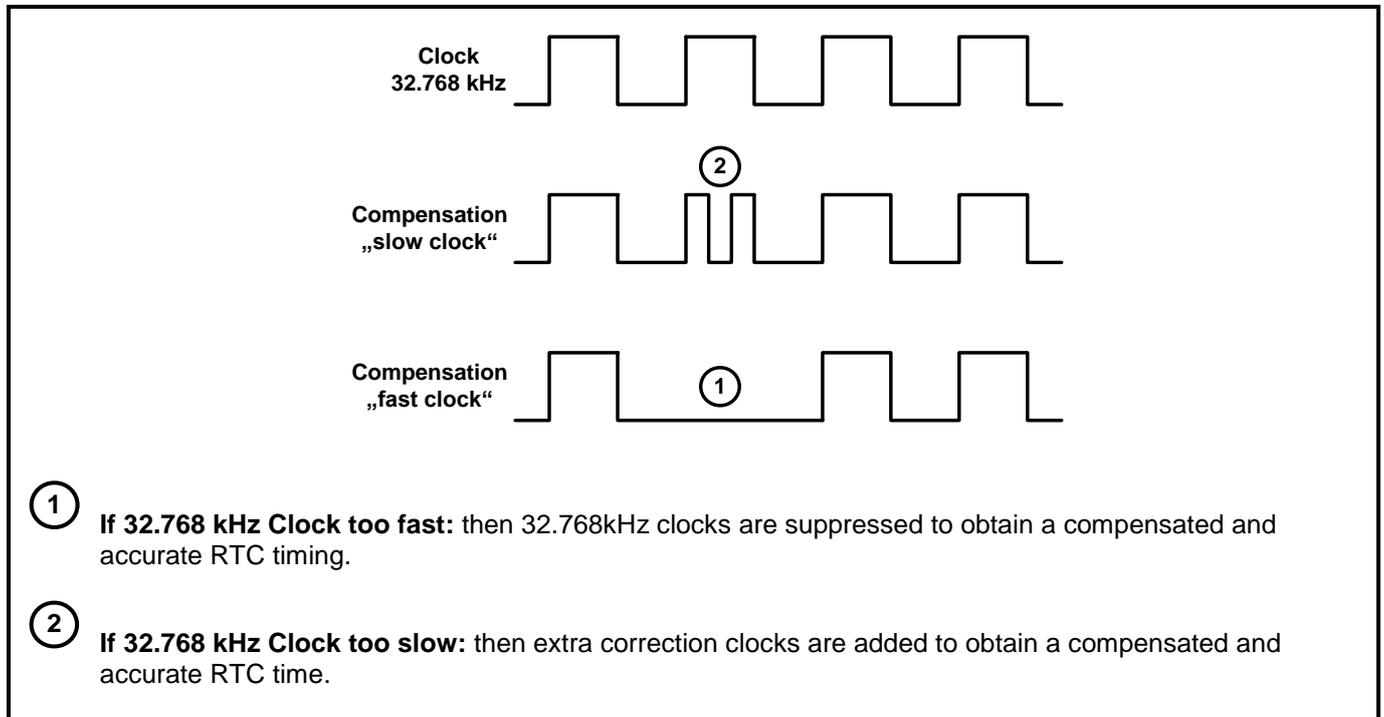 Clock
32.768 kHz
2
Compensation
„slow clock“
Compensation
„fast clock“
1
1
If 32.768 kHz Clock too fast: then 32.768kHz clocks are suppressed to obtain a compensated and
accurate RTC timing.
2
If 32.768 kHz Clock too slow: then extra correction clocks are added to obtain a compensated and
accurate RTC time.